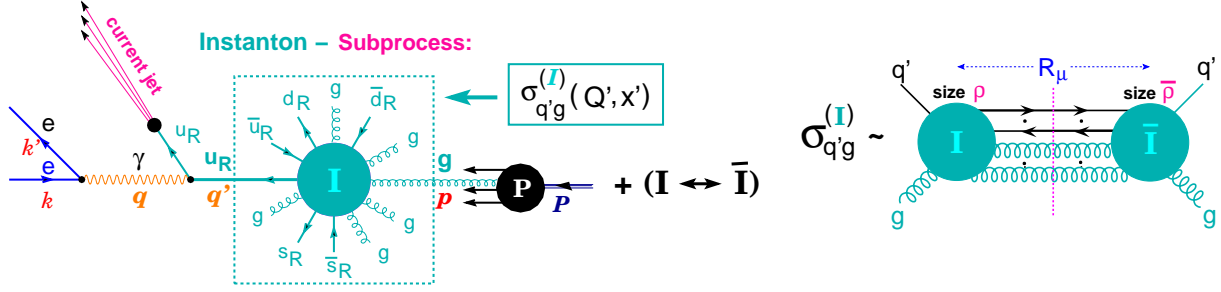 current jet
Instanton – Subprocess:
σ_{q'g}^{(I)} (Q', x')
g
d_R
d̄_R
ū_R
g
u_R
e
k'
e
k
γ
q
u_R
q'
I
g
p
P
P
+ (I ↔ Ī)
g
g
g
g
s_R
s̄_R
σ_{q'g}^{(I)} ~
q'
R_μ
q'
size ρ
size ρ̄
I
Ī
g
g